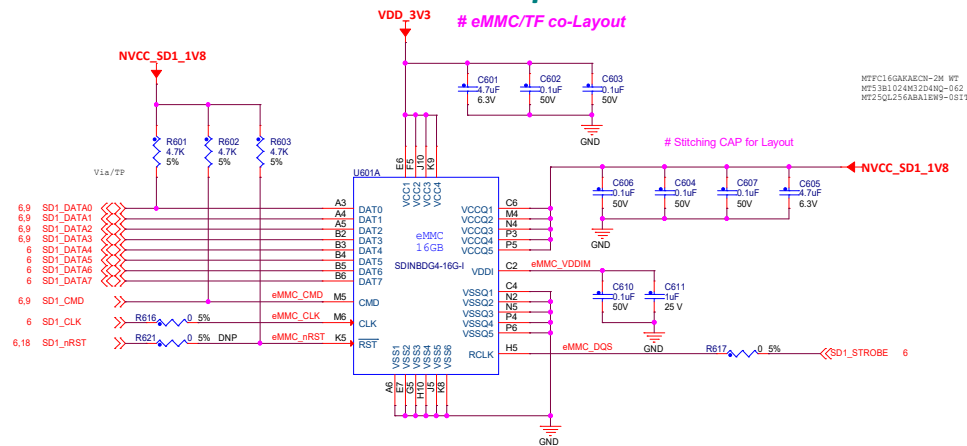 # eMMC/TF co-Layout
VDD_3V3
NVCC_SD1_1V8
C601
4.7uF
6.3V
C602
0.1uF
50V
C603
0.1uF
50V
GND
MTFC16GAKAECN-2M WT
MT53B1024M32D4NQ-062
MT25QL256ABA1EW9-0SIT
R601
4.7K
5%
R602
4.7K
5%
R603
4.7K
5%
Via/TP
# Stitching CAP for Layout
NVCC_SD1_1V8
C606
0.1uF
50V
C604
0.1uF
50V
C607
0.1uF
50V
C605
4.7uF
6.3V
GND
U601A
E6
F5
J10
K9
VCC1
VCC2
VCC3
VCC4
eMMC
16GB
SDINBDG4-16G-I
6,9 SD1_DATA0 A3 DAT0
6,9 SD1_DATA1 A4 DAT1
6,9 SD1_DATA2 A5 DAT2
6,9 SD1_DATA3 B2 DAT3
6 SD1_DATA4 B3 DAT4
6 SD1_DATA5 B4 DAT5
6 SD1_DATA6 B5 DAT6
6 SD1_DATA7 B6 DAT7
6,9 SD1_CMD eMMC_CMD M5 CMD
6 SD1_CLK R616 0 5% eMMC_CLK M6 CLK
6,18 SD1_nRST R621 0 5% DNP eMMC_nRST K5 RST
VCCQ1 C6
VCCQ2 M4
VCCQ3 N4
VCCQ4 P3
VCCQ5 P5
VDDI C2 eMMC_VDDIM
C610
0.1uF
50V
C611
1uF
25 V
GND
VSSQ1 C4
VSSQ2 N2
VSSQ3 N5
VSSQ4 P4
VSSQ5 P6
RCLK H5 eMMC_DQS R617 0 5% SD1_STROBE 6
VSS1
VSS2
VSS3
VSS4
VSS5
VSS6
A6
E7
G5
H10
J5
K8
GND